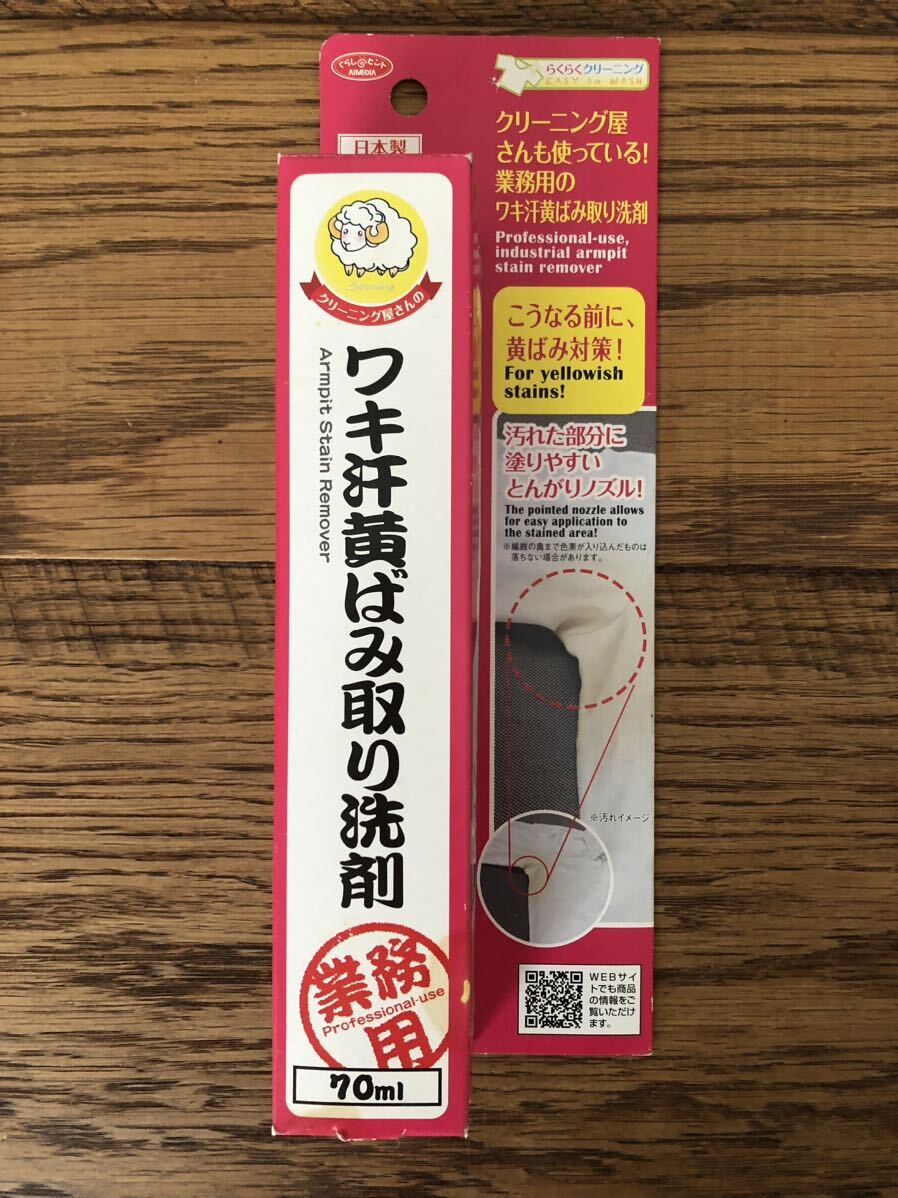 くらしのヒント
AIMEDIA
らくらくクリーニング
EASY to WASH
日本製
クリーニング屋
さんも使っている!
業務用の
ワキ汗黄ばみ取り洗剤
Professional-use,
industrial armpit
stain remover
こうなる前に、
黄ばみ対策!
For yellowish
stains!
汚れた部分に
塗りやすい
とんがりノズル!
The pointed nozzle allows
for easy application to
the stained area!
※繊維の奥まで色素が入り込んだものは
落ちない場合があります。
※汚れイメージ
WEBサイ
トでも商品
の情報をご
覧いただけ
ます。
クリーニング屋さんの
ワキ汗黄ばみ取り洗剤
Armpit Stain Remover
業務用
Professional-use
70ml